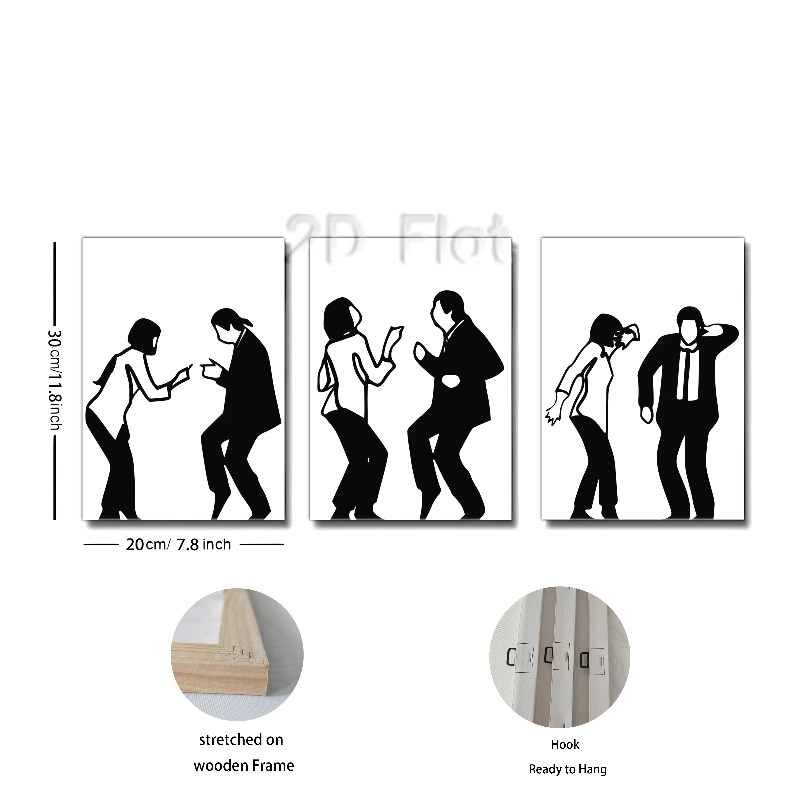 2D Flat
30cm/11.8inch
20cm/ 7.8 inch
stretched on
wooden Frame
Hook
Ready to Hang